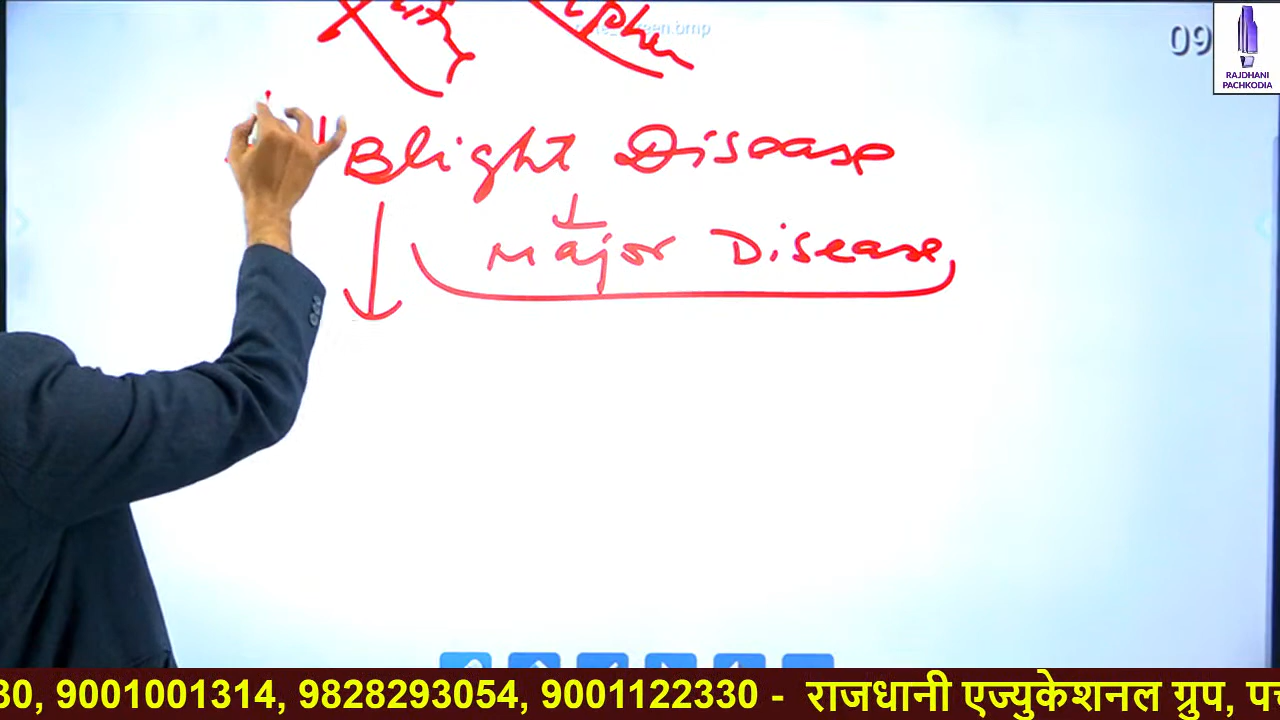 09
RAJDHANI
PACHKODIA
Blight Disease
Major Disease
30, 9001001314, 9828293054, 9001122330 - राजधानी एज्युकेशनल ग्रुप,